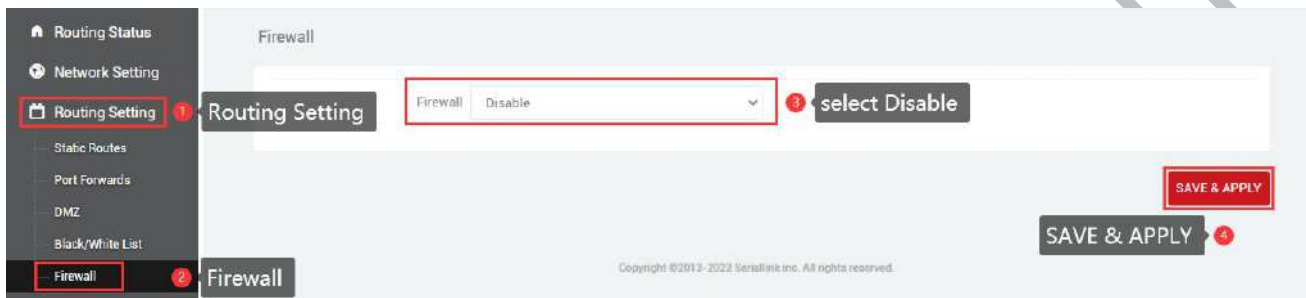 Routing Status
Network Setting
Routing Setting
1 Routing Setting
Static Routes
Port Forwards
DMZ
Black/White List
Firewall
2 Firewall
Firewall
Firewall Disable
3 select Disable
SAVE & APPLY
SAVE & APPLY 4
Copyright ©2013-2022 Seriallink inc. All rights reserved.